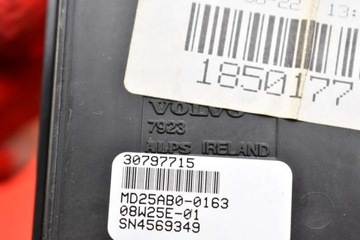 1850177
VOLVO
7923
ALPS IRELAND
30797715
MD25AB0-0163
08W25E-01
SN4569349